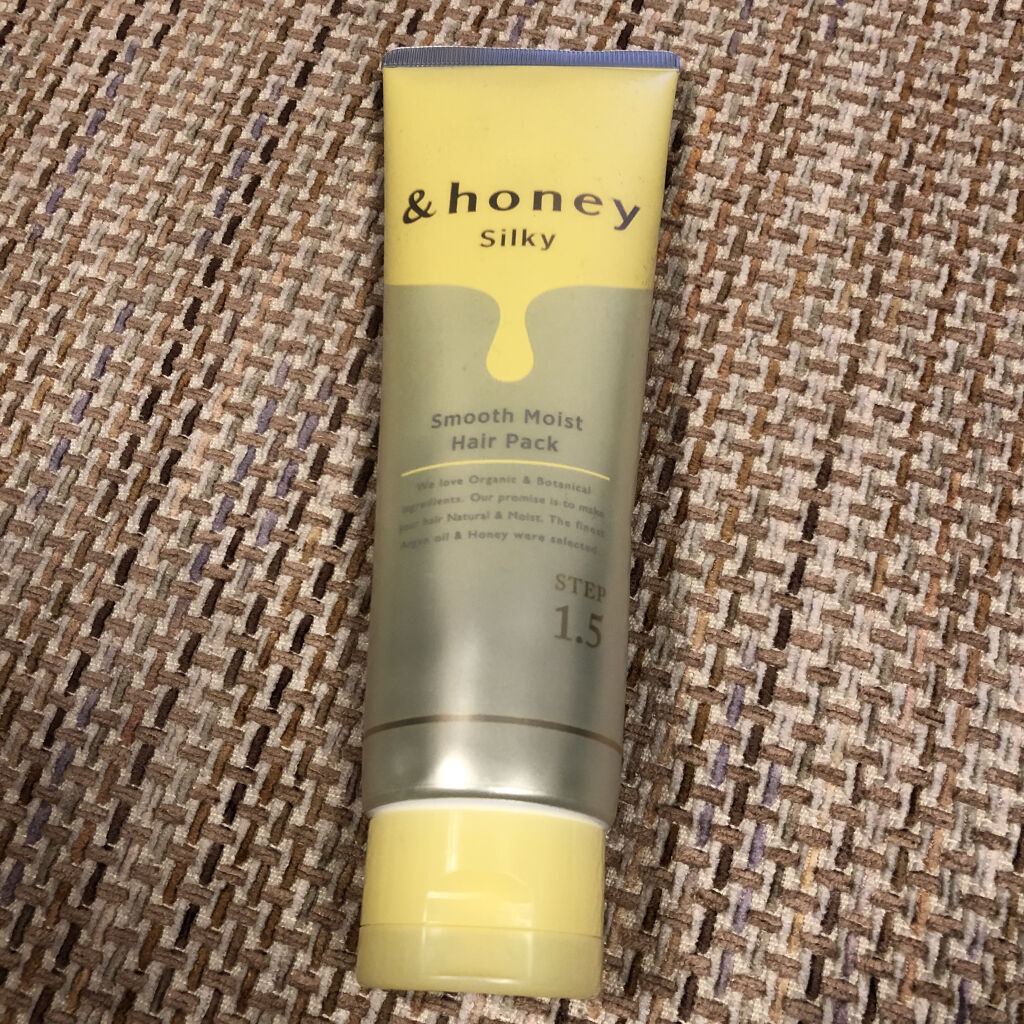 &honey
Silky
Smooth Moist
Hair Pack
We love Organic & Botanical
Ingredients. Our promise is to make
your hair Natural & Moist. The finest
Argan oil & Honey were selected.
STEP
1.5